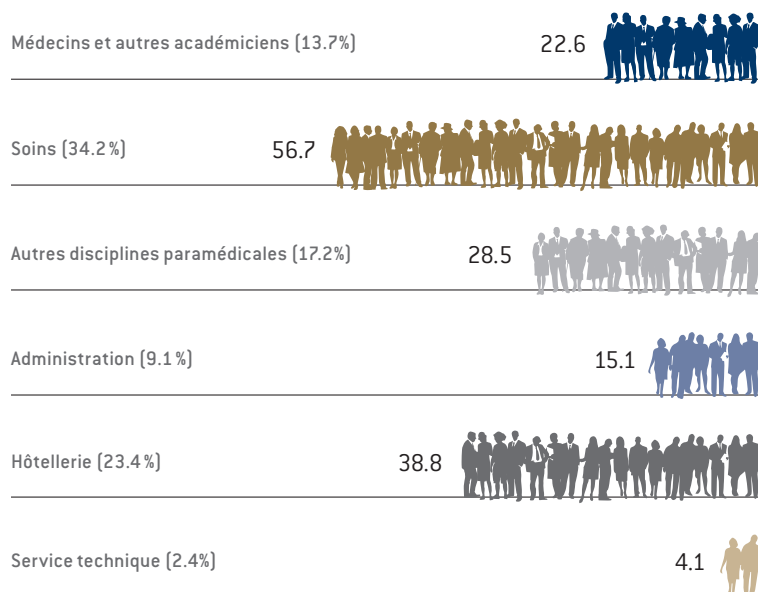 Médecins et autres académiciens (13.7%) 22.6
Soins (34.2%) 56.7
Autres disciplines paramédicales (17.2%) 28.5
Administration (9.1%) 15.1
Hôtellerie (23.4%) 38.8
Service technique (2.4%) 4.1